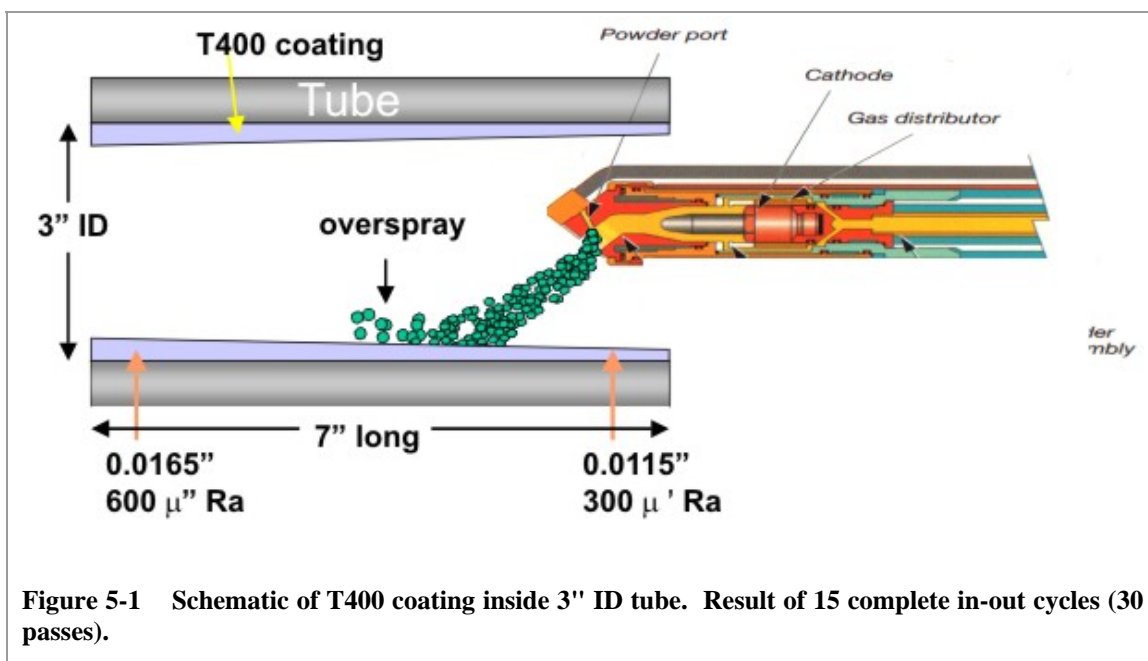 Powder port
T400 coating
Cathode
Tube
Gas distributor
3” ID
overspray
der
mbly
7” long
0.0165”
0.0115”
600 μ” Ra
300 μ ’ Ra
Figure 5-1 Schematic of T400 coating inside 3" ID tube. Result of 15 complete in-out cycles (30
passes).